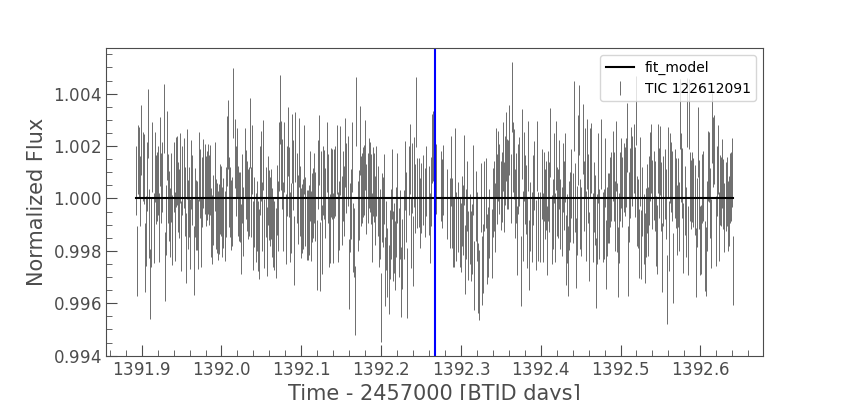 fit_model
TIC 122612091
Normalized Flux
1.004
1.002
1.000
0.998
0.996
0.994
1391.9 1392.0 1392.1 1392.2 1392.3 1392.4 1392.5 1392.6
Time - 2457000 [BTJD days]